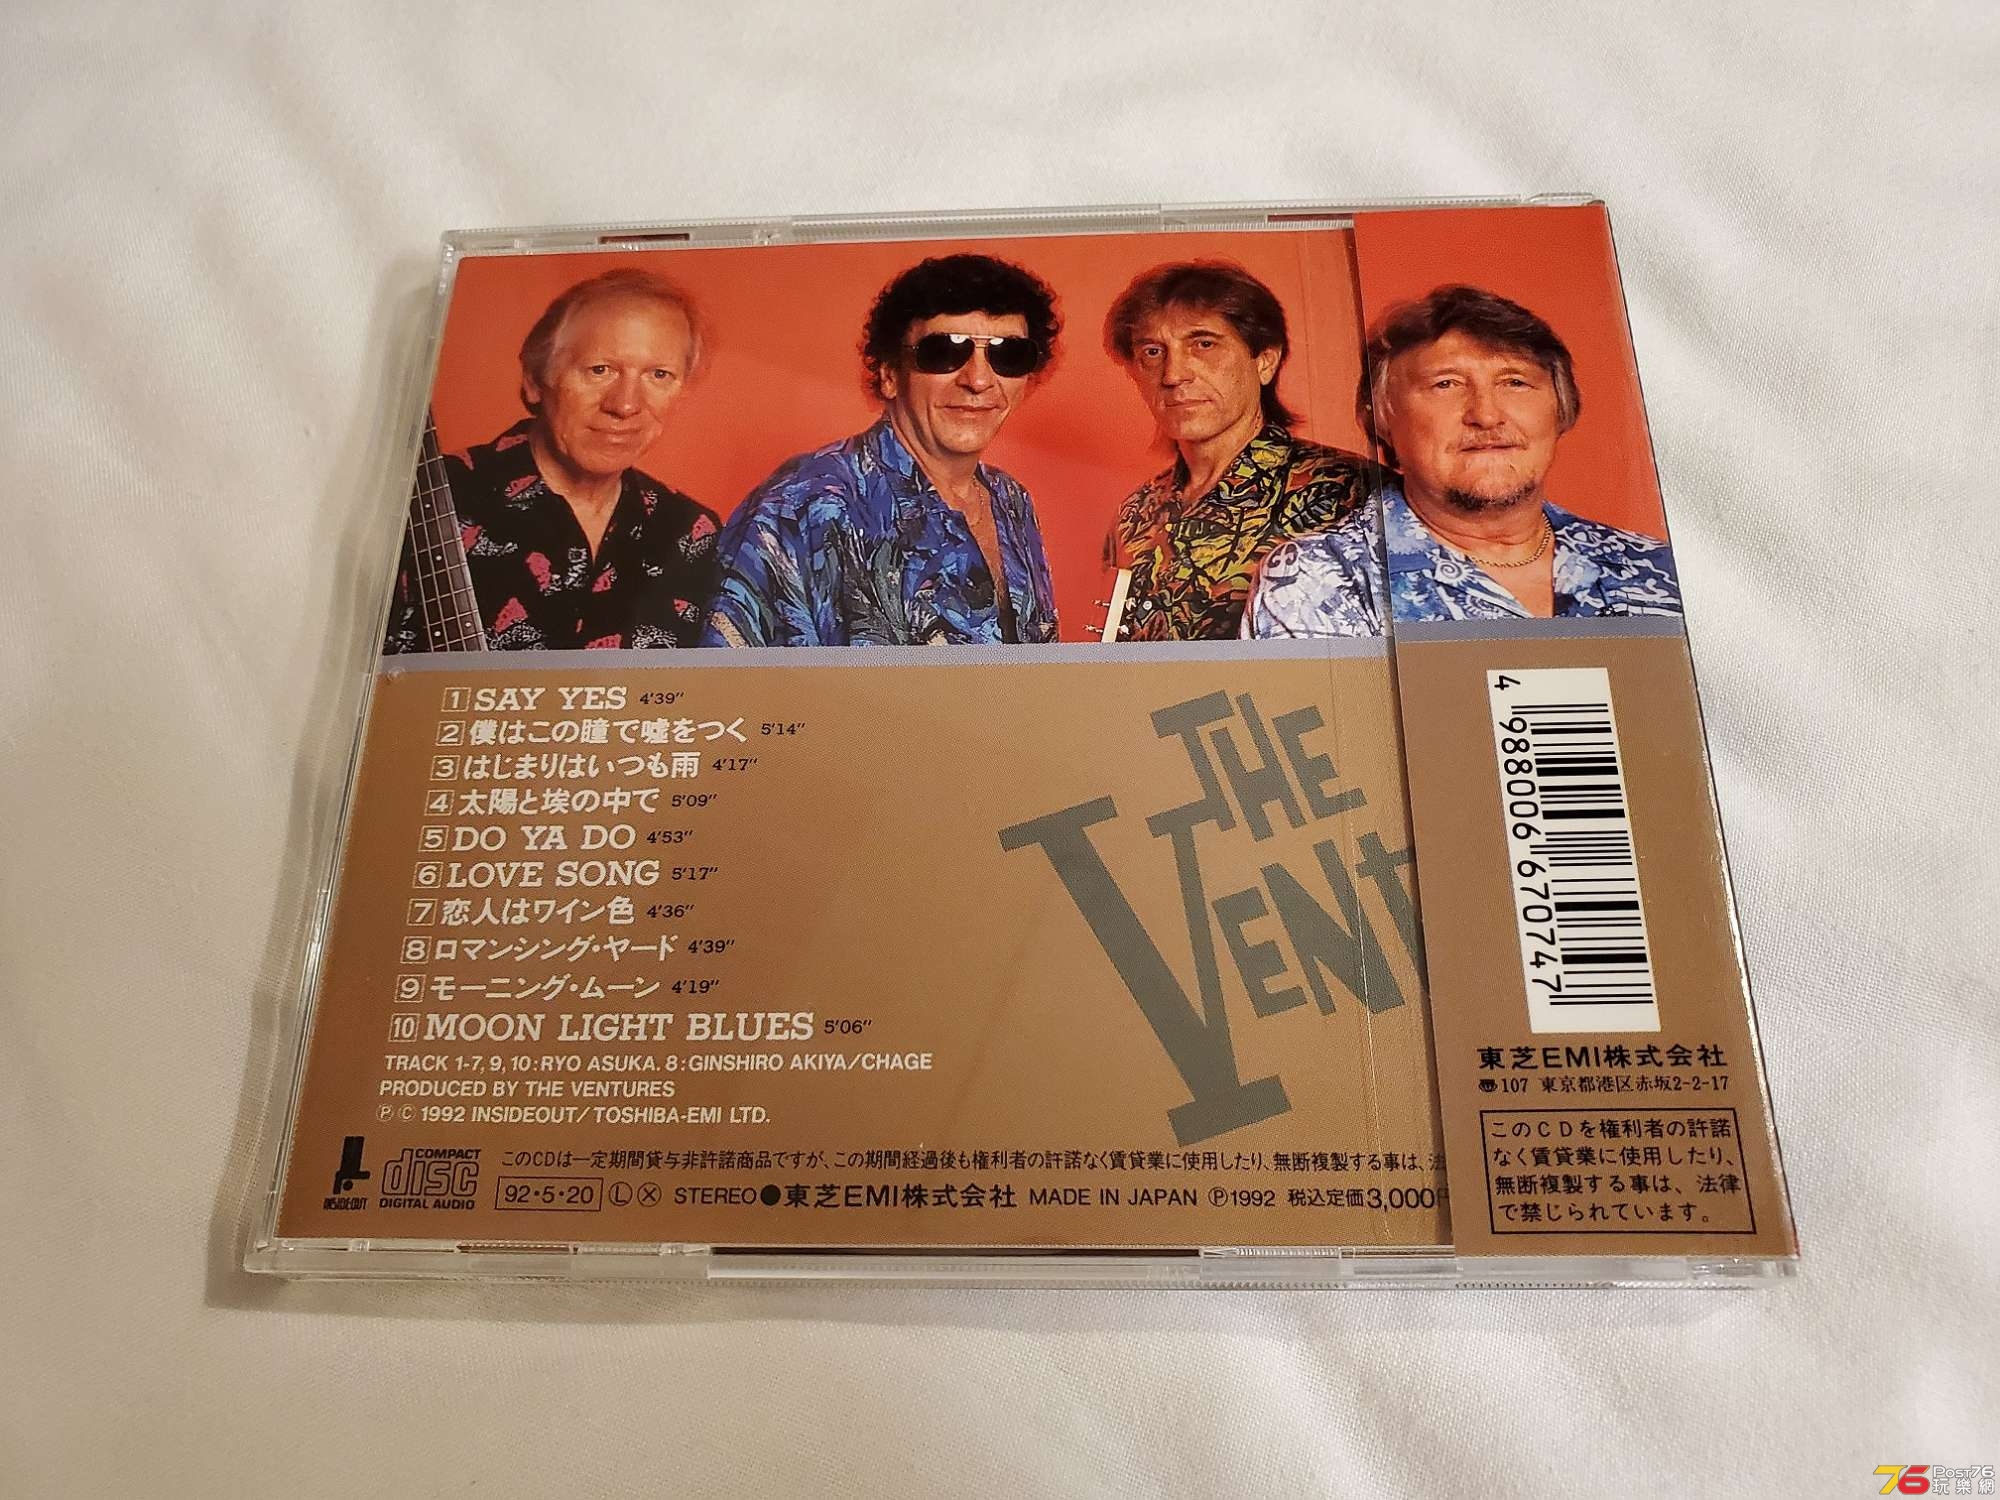 1 SAY YES 4'39"
2 僕はこの瞳で嘘をつく 5'14"
3 はじまりはいつも雨 4'17"
4 太陽と埃の中で 5'09"
5 DO YA DO 4'53"
6 LOVE SONG 5'17"
7 恋人はワイン色 4'36"
8 ロマンシング・ヤード 4'39"
9 モーニング・ムーン 4'19"
10 MOON LIGHT BLUES 5'06"
TRACK 1-7, 9, 10:RYO ASUKA. 8:GINSHIRO AKIYA/CHAGE
PRODUCED BY THE VENTURES
Ⓟ Ⓒ 1992 INSIDEOUT/TOSHIBA-EMI LTD.
THE
VENT
INSIDEOUT
COMPACT
disc
DIGITAL AUDIO
このCDは一定期間貸与非許諾商品ですが、この期間経過後も権利者の許諾なく賃貸業に使用したり、無断複製する事は、法
92・5・20 Ⓛ Ⓧ STEREO●東芝EMI株式会社 MADE IN JAPAN Ⓟ1992 税込定価3,000円
4 988006 670747
東芝EMI株式会社
〠107 東京都港区赤坂2-2-17
このCDを権利者の許諾
なく賃貸業に使用したり、
無断複製する事は、法律
で禁じられています。
76 Post76
玩樂網